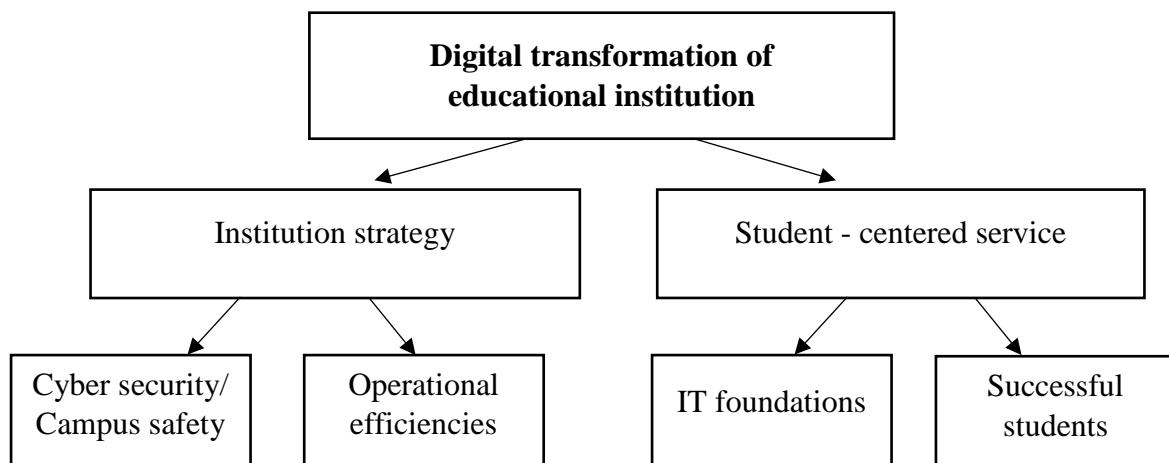 Digital transformation of
educational institution
Institution strategy
Student - centered service
Cyber security/
Campus safety
Operational
efficiencies
IT foundations
Successful
students